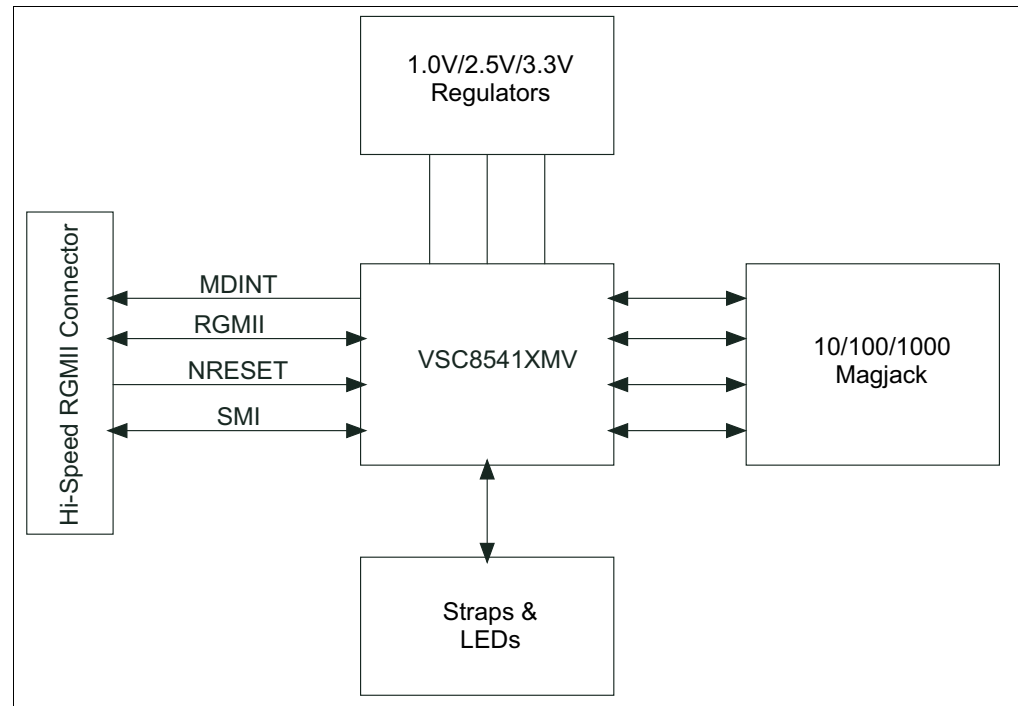 1.0V/2.5V/3.3V
Regulators
Hi-Speed RGMII Connector
MDINT
RGMII
NRESET
SMI
VSC8541XMV
10/100/1000
Magjack
Straps &
LEDs